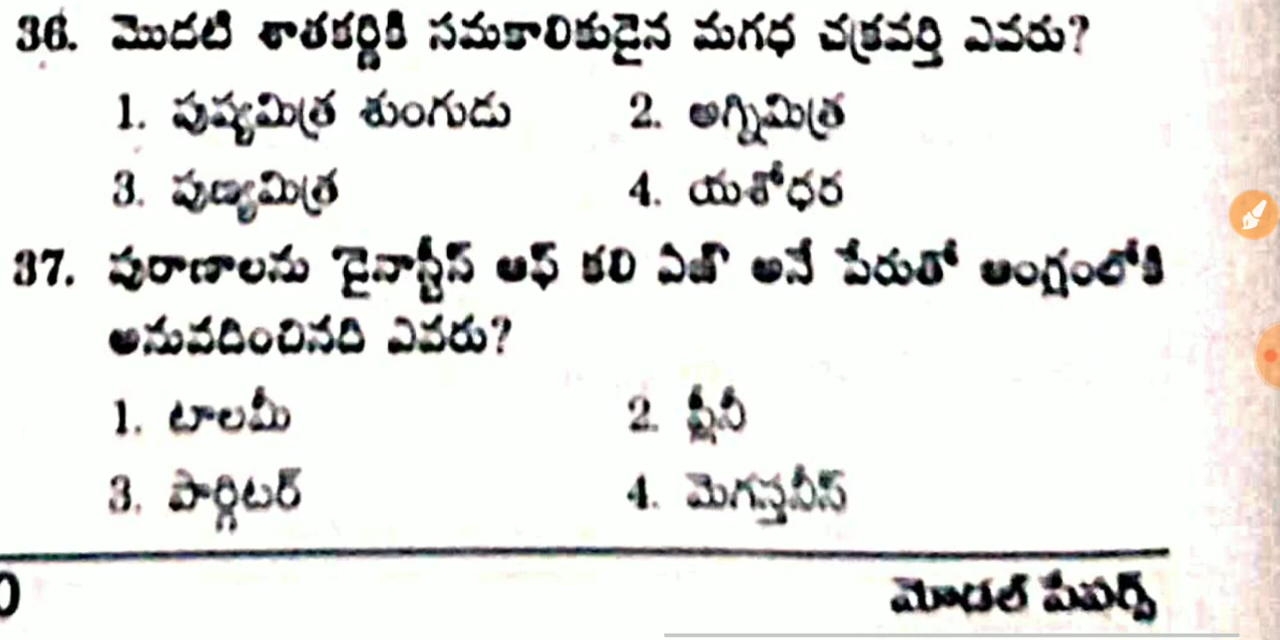 36. మొదటి శాతకర్ణికి సమకాలికుడైన మగధ చక్రవర్తి ఎవరు?
1. పుష్యమిత్ర శుంగుడు 2. అగ్నిమిత్ర
3. పుణ్యమిత్ర 4. యశోధర
37. పురాణాలను 'డైనాస్టీస్ ఆఫ్ కలి ఏజ్' అనే పేరుతో ఆంగ్లంలోకి
అనువదించినది ఎవరు?
1. టాలమీ 2. ప్లీనీ
3. పార్గిటర్ 4. మెగస్తనీస్
0 మోడల్ పేపర్స్